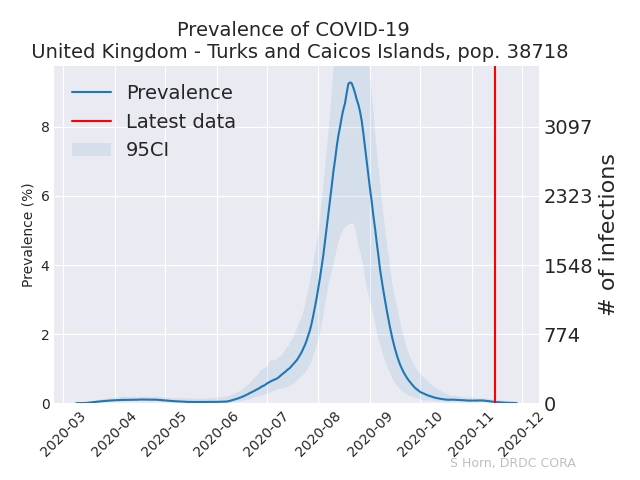 Prevalence of COVID-19
United Kingdom - Turks and Caicos Islands, pop. 38718
Prevalence
Latest data
95CI
Prevalence (%)
8
6
4
2
0
3097
2323
1548
774
0
# of infections
2020-03
2020-04
2020-05
2020-06
2020-07
2020-08
2020-09
2020-10
2020-11
2020-12
S Horn, DRDC CORA